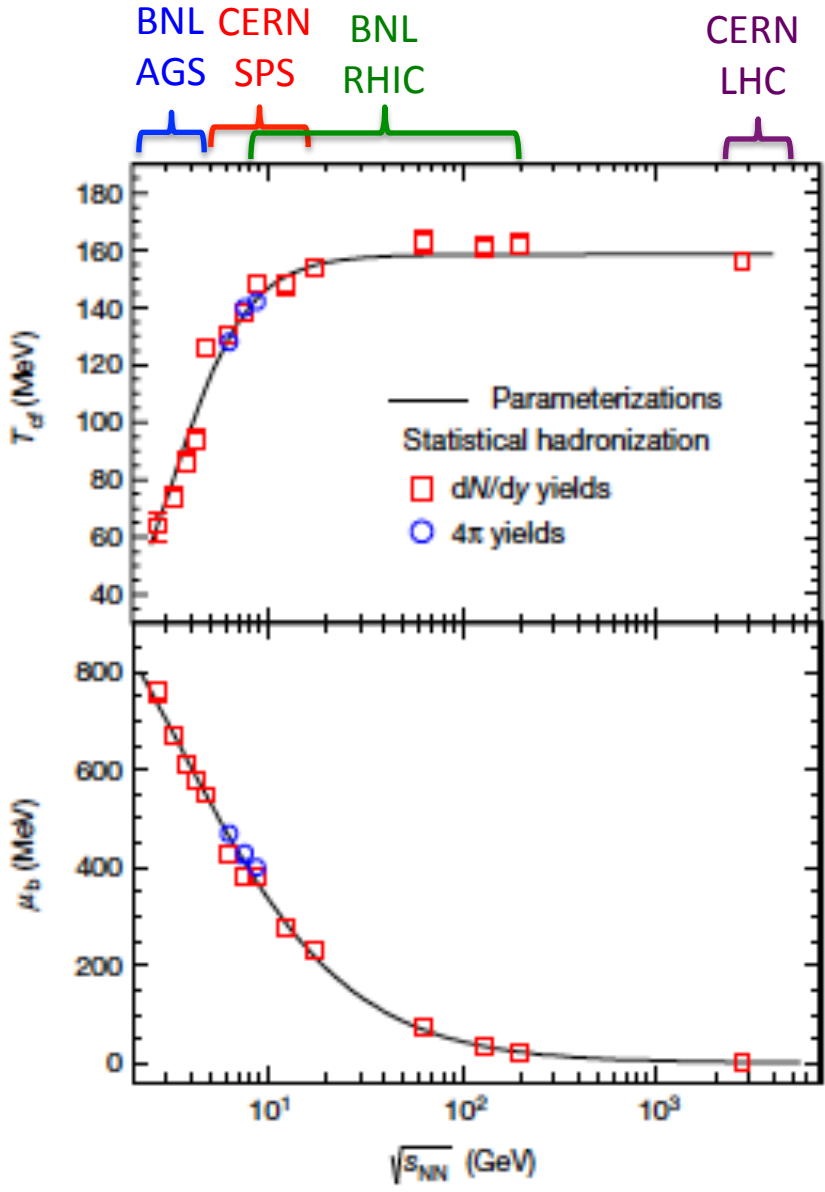 BNL CERN BNL CERN
AGS SPS RHIC LHC
180
160
140
120
100
80
60
40
T_cf (MeV)
Parameterizations
Statistical hadronization
dN/dy yields
4π yields
800
600
400
200
0
μ_b (MeV)
10¹ 10² 10³
√s_NN (GeV)